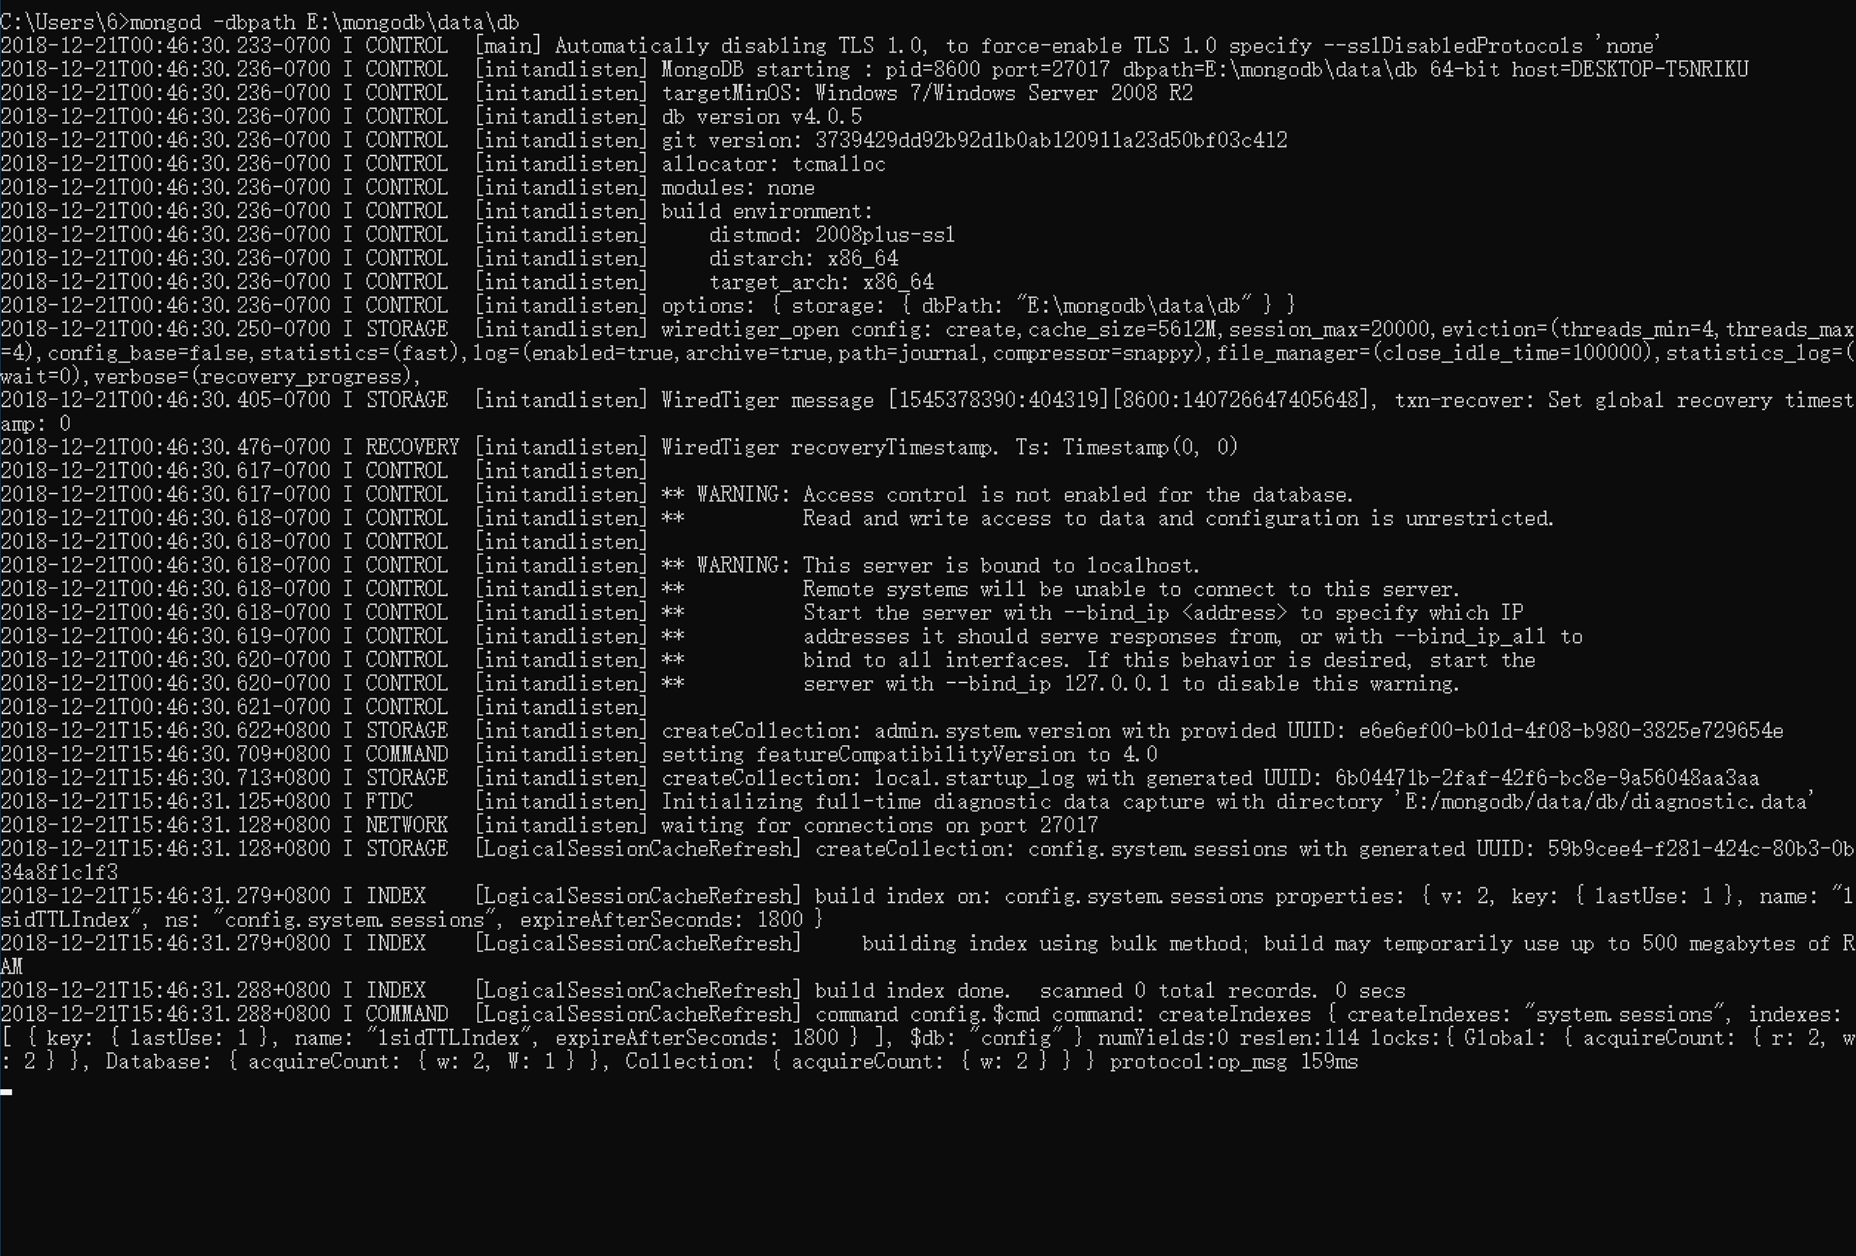 C:\Users\6>mongod -dbpath E:\mongodb\data\db
2018-12-21T00:46:30.233-0700 I CONTROL  [main] Automatically disabling TLS 1.0, to force-enable TLS 1.0 specify --sslDisabledProtocols 'none'
2018-12-21T00:46:30.236-0700 I CONTROL  [initandlisten] MongoDB starting : pid=8600 port=27017 dbpath=E:\mongodb\data\db 64-bit host=DESKTOP-T5NRIKU
2018-12-21T00:46:30.236-0700 I CONTROL  [initandlisten] targetMinOS: Windows 7/Windows Server 2008 R2
2018-12-21T00:46:30.236-0700 I CONTROL  [initandlisten] db version v4.0.5
2018-12-21T00:46:30.236-0700 I CONTROL  [initandlisten] git version: 3739429dd92b92d1b0ab120911a23d50bf03c412
2018-12-21T00:46:30.236-0700 I CONTROL  [initandlisten] allocator: tcmalloc
2018-12-21T00:46:30.236-0700 I CONTROL  [initandlisten] modules: none
2018-12-21T00:46:30.236-0700 I CONTROL  [initandlisten] build environment:
2018-12-21T00:46:30.236-0700 I CONTROL  [initandlisten]     distmod: 2008plus-ssl
2018-12-21T00:46:30.236-0700 I CONTROL  [initandlisten]     distarch: x86_64
2018-12-21T00:46:30.236-0700 I CONTROL  [initandlisten]     target_arch: x86_64
2018-12-21T00:46:30.236-0700 I CONTROL  [initandlisten] options: { storage: { dbPath: "E:\mongodb\data\db" } }
2018-12-21T00:46:30.250-0700 I STORAGE  [initandlisten] wiredtiger_open config: create,cache_size=5612M,session_max=20000,eviction=(threads_min=4,threads_max
=4),config_base=false,statistics=(fast),log=(enabled=true,archive=true,path=journal,compressor=snappy),file_manager=(close_idle_time=100000),statistics_log=(
wait=0),verbose=(recovery_progress),
2018-12-21T00:46:30.405-0700 I STORAGE  [initandlisten] WiredTiger message [1545378390:404319][8600:140726647405648], txn-recover: Set global recovery timest
amp: 0
2018-12-21T00:46:30.476-0700 I RECOVERY [initandlisten] WiredTiger recoveryTimestamp. Ts: Timestamp(0, 0)
2018-12-21T00:46:30.617-0700 I CONTROL  [initandlisten]
2018-12-21T00:46:30.617-0700 I CONTROL  [initandlisten] ** WARNING: Access control is not enabled for the database.
2018-12-21T00:46:30.618-0700 I CONTROL  [initandlisten] **          Read and write access to data and configuration is unrestricted.
2018-12-21T00:46:30.618-0700 I CONTROL  [initandlisten]
2018-12-21T00:46:30.618-0700 I CONTROL  [initandlisten] ** WARNING: This server is bound to localhost.
2018-12-21T00:46:30.618-0700 I CONTROL  [initandlisten] **          Remote systems will be unable to connect to this server.
2018-12-21T00:46:30.618-0700 I CONTROL  [initandlisten] **          Start the server with --bind_ip <address> to specify which IP
2018-12-21T00:46:30.619-0700 I CONTROL  [initandlisten] **          addresses it should serve responses from, or with --bind_ip_all to
2018-12-21T00:46:30.620-0700 I CONTROL  [initandlisten] **          bind to all interfaces. If this behavior is desired, start the
2018-12-21T00:46:30.620-0700 I CONTROL  [initandlisten] **          server with --bind_ip 127.0.0.1 to disable this warning.
2018-12-21T00:46:30.621-0700 I CONTROL  [initandlisten]
2018-12-21T15:46:30.622+0800 I STORAGE  [initandlisten] createCollection: admin.system.version with provided UUID: e6e6ef00-b01d-4f08-b980-3825e729654e
2018-12-21T15:46:30.709+0800 I COMMAND  [initandlisten] setting featureCompatibilityVersion to 4.0
2018-12-21T15:46:30.713+0800 I STORAGE  [initandlisten] createCollection: local.startup_log with generated UUID: 6b04471b-2faf-42f6-bc8e-9a56048aa3aa
2018-12-21T15:46:31.125+0800 I FTDC     [initandlisten] Initializing full-time diagnostic data capture with directory 'E:/mongodb/data/db/diagnostic.data'
2018-12-21T15:46:31.128+0800 I NETWORK  [initandlisten] waiting for connections on port 27017
2018-12-21T15:46:31.128+0800 I STORAGE  [LogicalSessionCacheRefresh] createCollection: config.system.sessions with generated UUID: 59b9cee4-f281-424c-80b3-0b
34a8f1c1f3
2018-12-21T15:46:31.279+0800 I INDEX    [LogicalSessionCacheRefresh] build index on: config.system.sessions properties: { v: 2, key: { lastUse: 1 }, name: "l
sidTTLIndex", ns: "config.system.sessions", expireAfterSeconds: 1800 }
2018-12-21T15:46:31.279+0800 I INDEX    [LogicalSessionCacheRefresh]     building index using bulk method; build may temporarily use up to 500 megabytes of R
AM
2018-12-21T15:46:31.288+0800 I INDEX    [LogicalSessionCacheRefresh] build index done.  scanned 0 total records. 0 secs
2018-12-21T15:46:31.288+0800 I COMMAND  [LogicalSessionCacheRefresh] command config.$cmd command: createIndexes { createIndexes: "system.sessions", indexes:
[ { key: { lastUse: 1 }, name: "lsidTTLIndex", expireAfterSeconds: 1800 } ], $db: "config" } numYields:0 reslen:114 locks:{ Global: { acquireCount: { r: 2, w
: 2 } }, Database: { acquireCount: { w: 2, W: 1 } }, Collection: { acquireCount: { w: 2 } } } protocol:op_msg 159ms